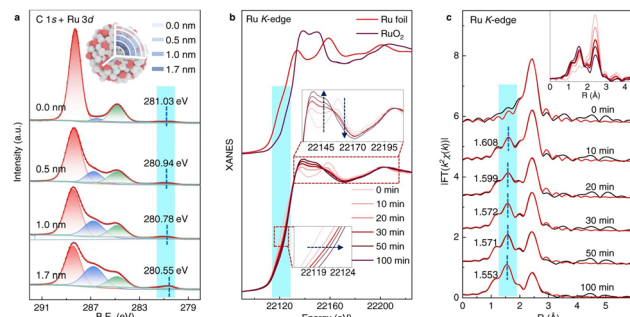 a
C 1s + Ru 3d
0.0 nm
0.5 nm
1.0 nm
1.7 nm
0.0 nm
281.03 eV
0.5 nm
280.94 eV
1.0 nm
280.78 eV
1.7 nm
280.55 eV
Intensity (a.u.)
291
287
283
279
B.E. (eV)
b
Ru K-edge
Ru foil
RuO2
XANES
22145
22170
22195
0 min
10 min
20 min
30 min
50 min
100 min
22119
22124
22120
22160
22200
Energy (eV)
c
Ru K-edge
0
1
2
3
4
R (Å)
|FT(k²χ(k))|
8
6
4
2
0
0 min
1.608
10 min
1.599
20 min
1.572
30 min
1.571
50 min
1.553
100 min
0
1
2
3
4
5
R (Å)